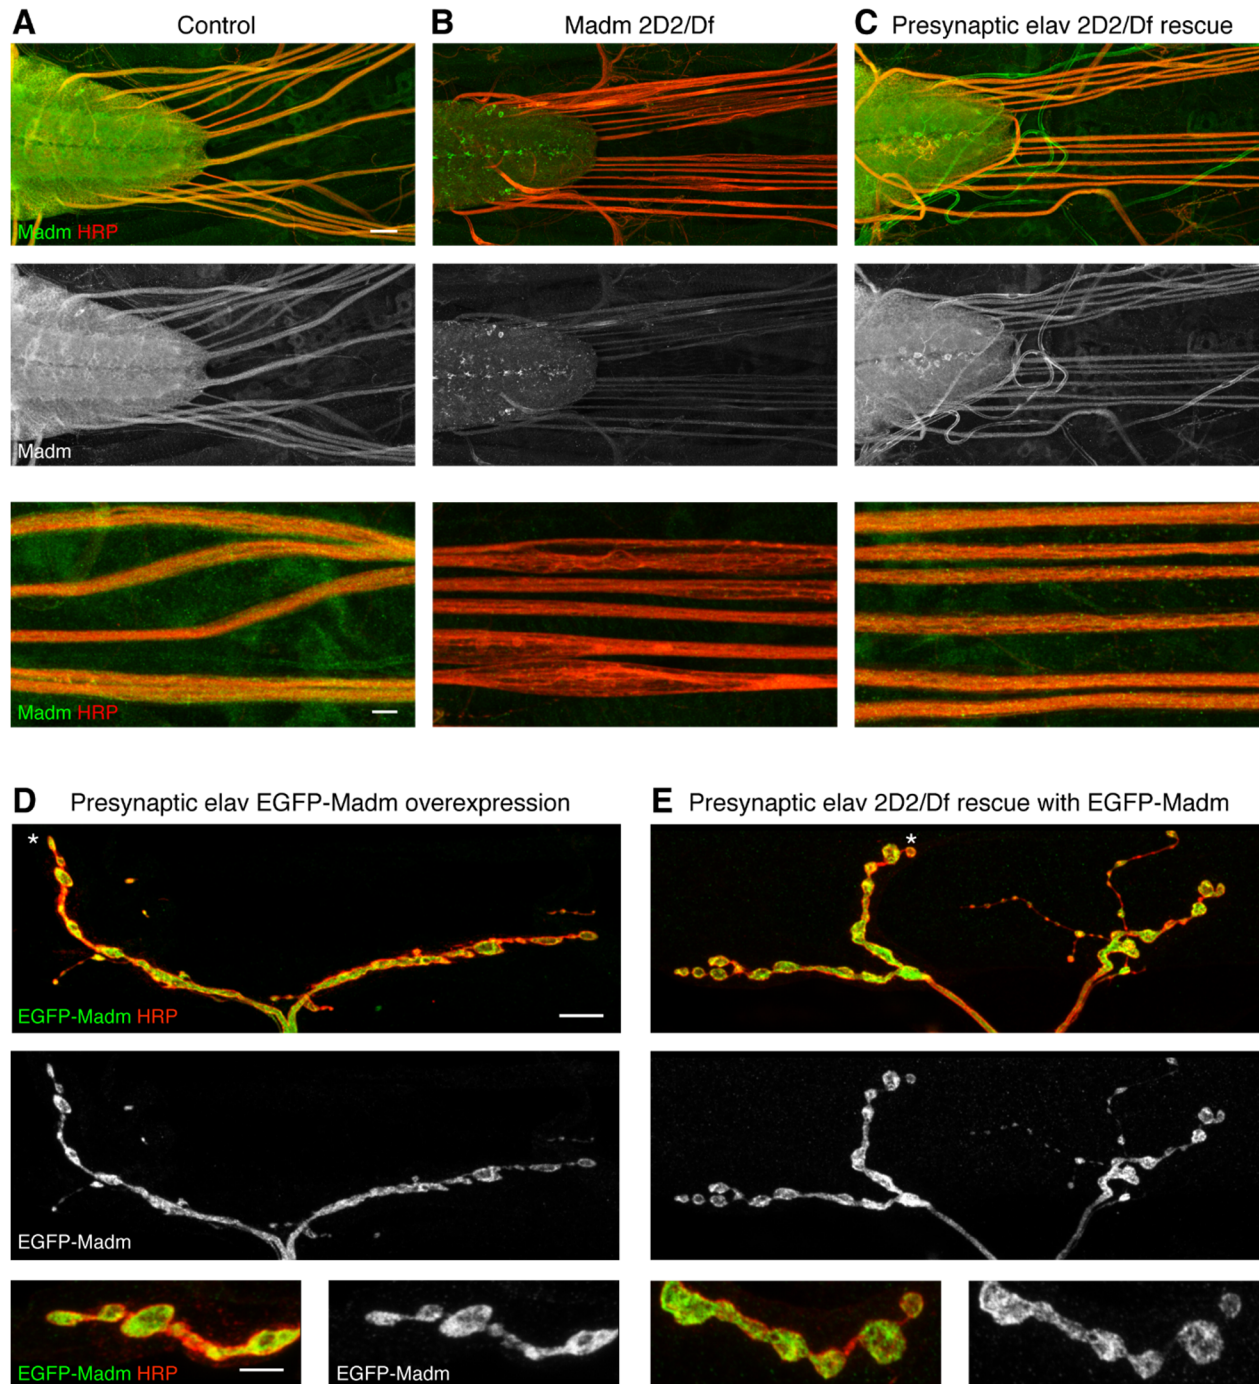 A Control
B Madm 2D2/Df
C Presynaptic elav 2D2/Df rescue
Madm HRP
Madm
Madm HRP
D Presynaptic elav EGFP-Madm overexpression
E Presynaptic elav 2D2/Df rescue with EGFP-Madm
*
*
EGFP-Madm HRP
EGFP-Madm
EGFP-Madm HRP
EGFP-Madm